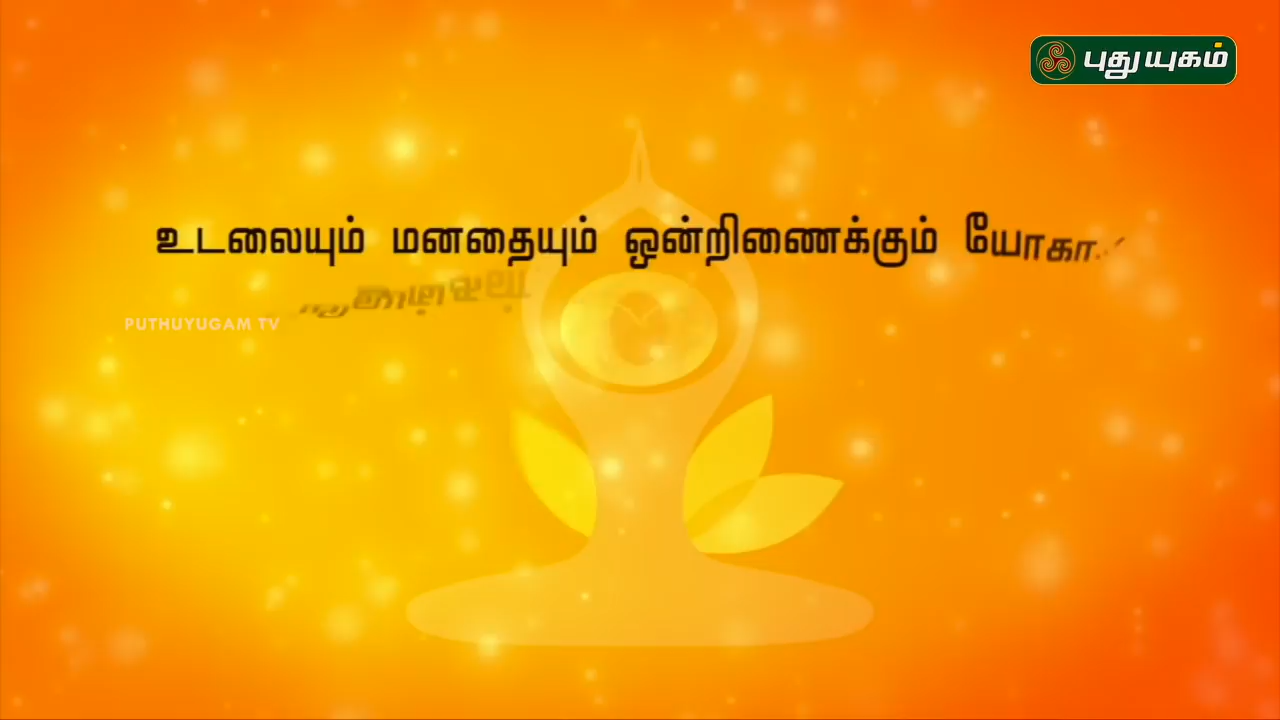 புதுயுகம்
உடலையும் மனதையும் ஒன்றிணைக்கும் யோகா..
PUTHUYUGAM TV